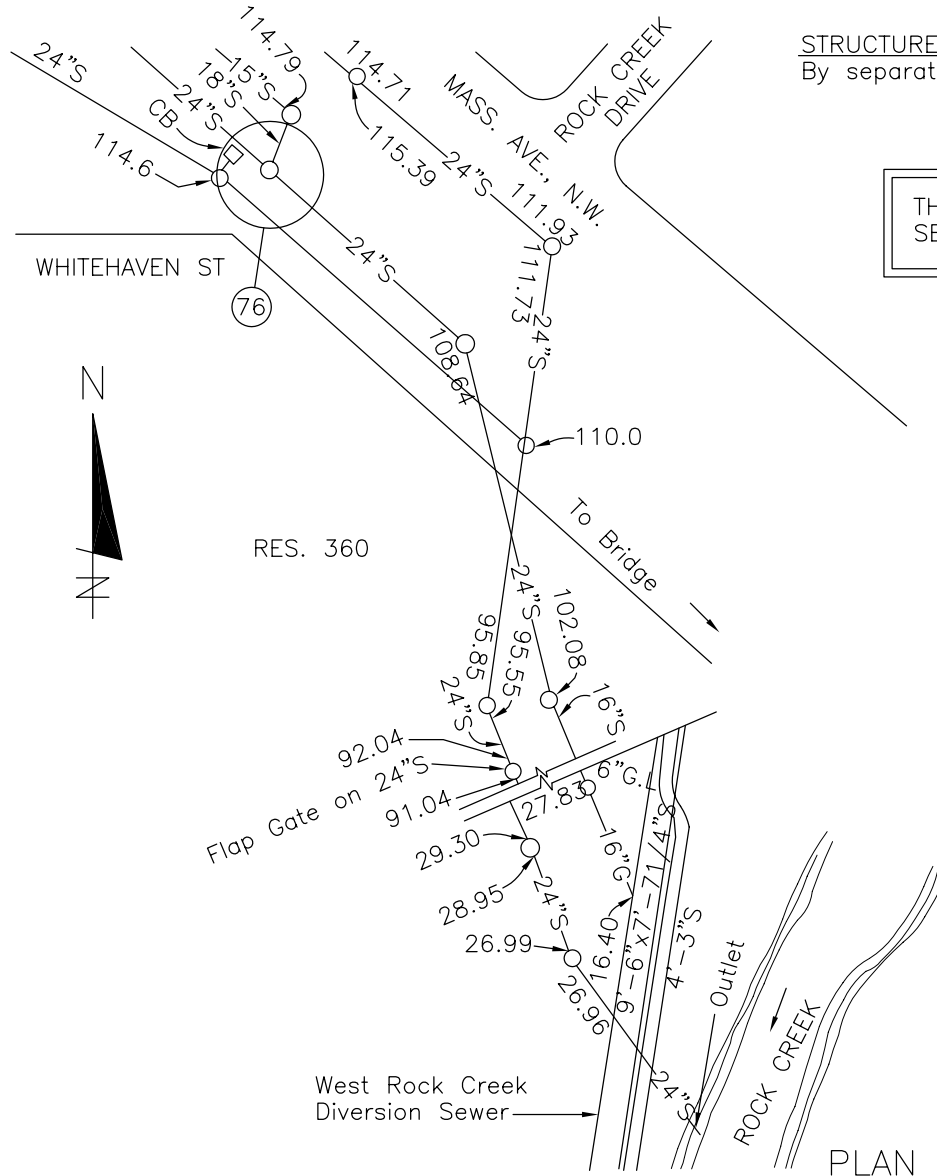 STRUCTURE
By separat
24"S
24"S
15"S
18"S
114.79
CB
114.6
114.71
115.39
24"S
MASS. AVE., N.W.
ROCK CREEK
DRIVE
TH
SE
111.93
111.73
24"S
WHITEHAVEN ST
76
24"S
108.64
110.0
N
N
RES. 360
To Bridge
24"S
102.08
95.85
95.55
24"S
16"S
92.04
Flap Gate on 24"S
91.04
27.83
6"G.L
29.30
28.95
24"S
16"G
26.99
26.96
16.40
9'-6"x7'-71/4"S
4'-3"S
Outlet
24"S
ROCK CREEK
West Rock Creek
Diversion Sewer
PLAN